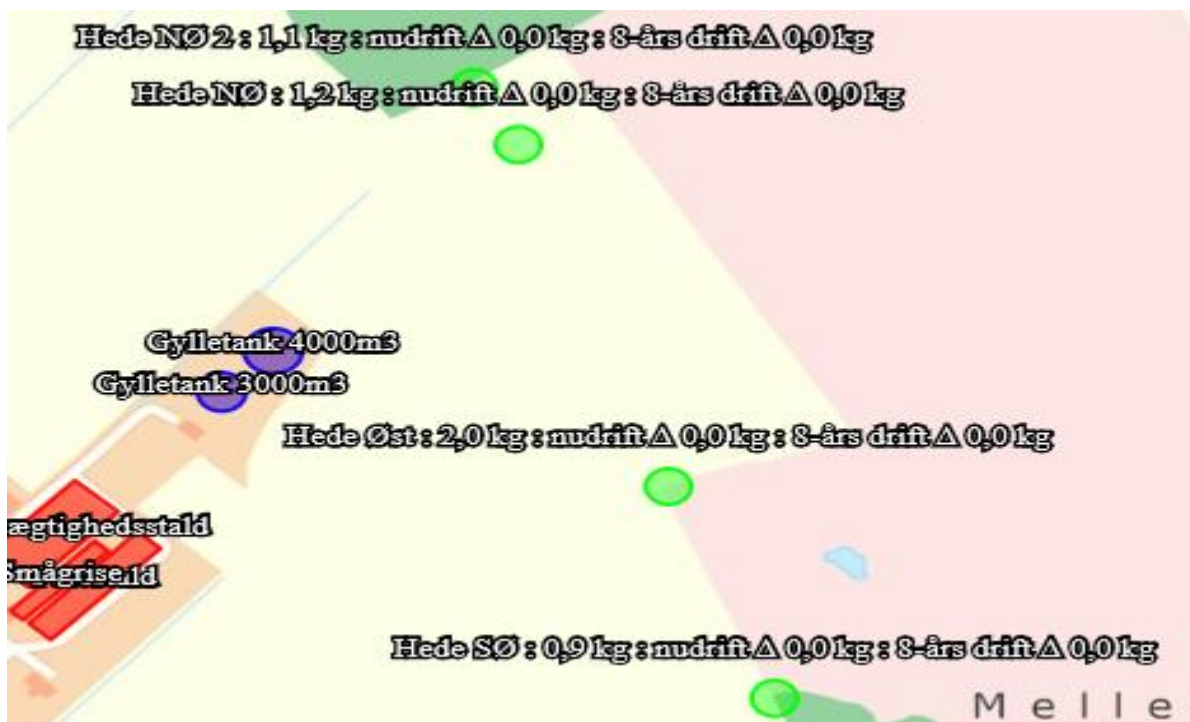 Hede NØ 2 : 1,1 kg : nudrift Δ 0,0 kg : 8-års drift Δ 0,0 kg
Hede NØ : 1,2 kg : nudrift Δ 0,0 kg : 8-års drift Δ 0,0 kg
Gylletank 4000m3
Gylletank 3000m3
Hede Øst : 2,0 kg : nudrift Δ 0,0 kg : 8-års drift Δ 0,0 kg
ægtighedsstald
Smågrise
Hede SØ : 0,9 kg : nudrift Δ 0,0 kg : 8-års drift Δ 0,0 kg
Melle